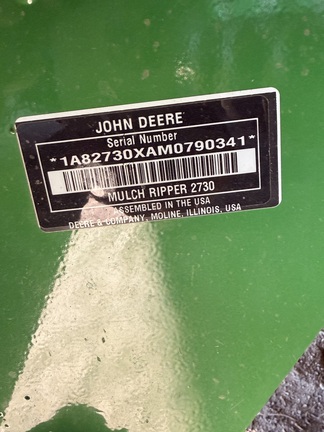 JOHN DEERE
Serial Number
*1A82730XAM0790341*
MULCH RIPPER 2730
ASSEMBLED IN THE USA
DEERE & COMPANY, MOLINE, ILLINOIS, USA